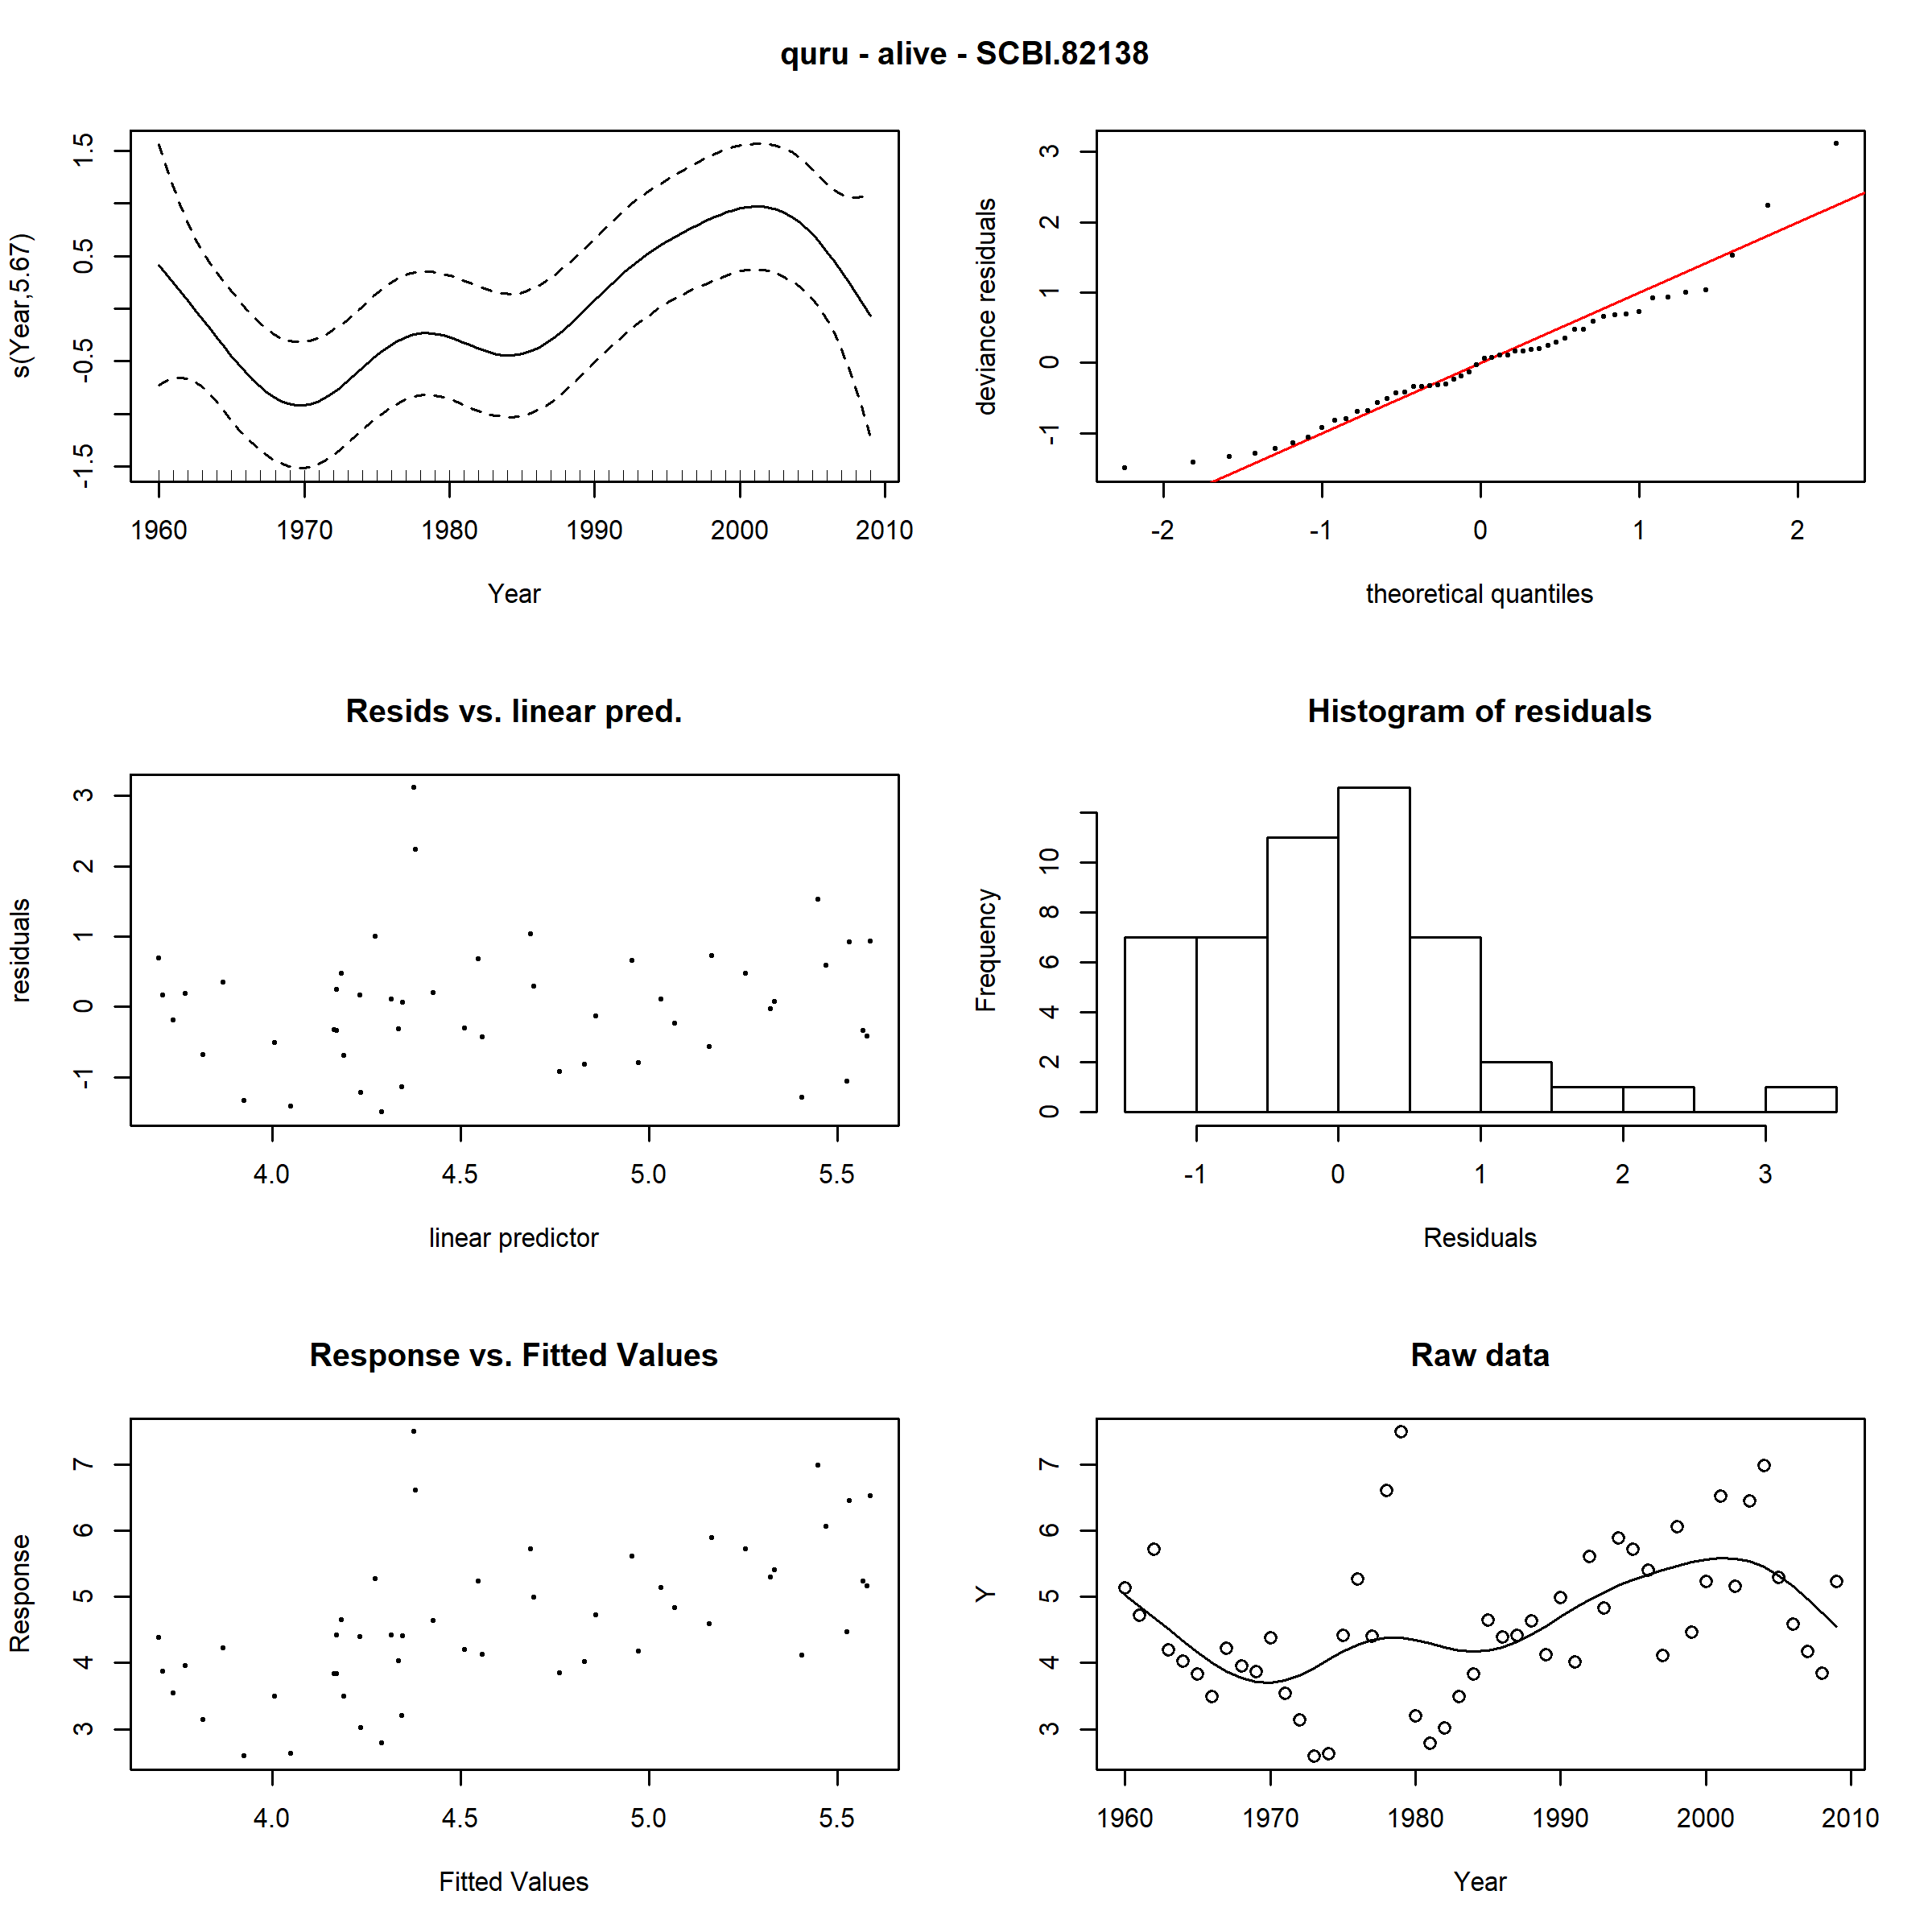 quru - alive - SCBI.82138
s(Year,5.67)
-1.5 -0.5 0.5 1.5
1960 1970 1980 1990 2000 2010
Year
deviance residuals
-1 0 1 2 3
-2 -1 0 1 2
theoretical quantiles
Resids vs. linear pred.
residuals
-1 0 1 2 3
4.0 4.5 5.0 5.5
linear predictor
Histogram of residuals
Frequency
0 2 4 6 8 10
-1 0 1 2 3
Residuals
Response vs. Fitted Values
Response
3 4 5 6 7
4.0 4.5 5.0 5.5
Fitted Values
Raw data
Y
3 4 5 6 7
1960 1970 1980 1990 2000 2010
Year